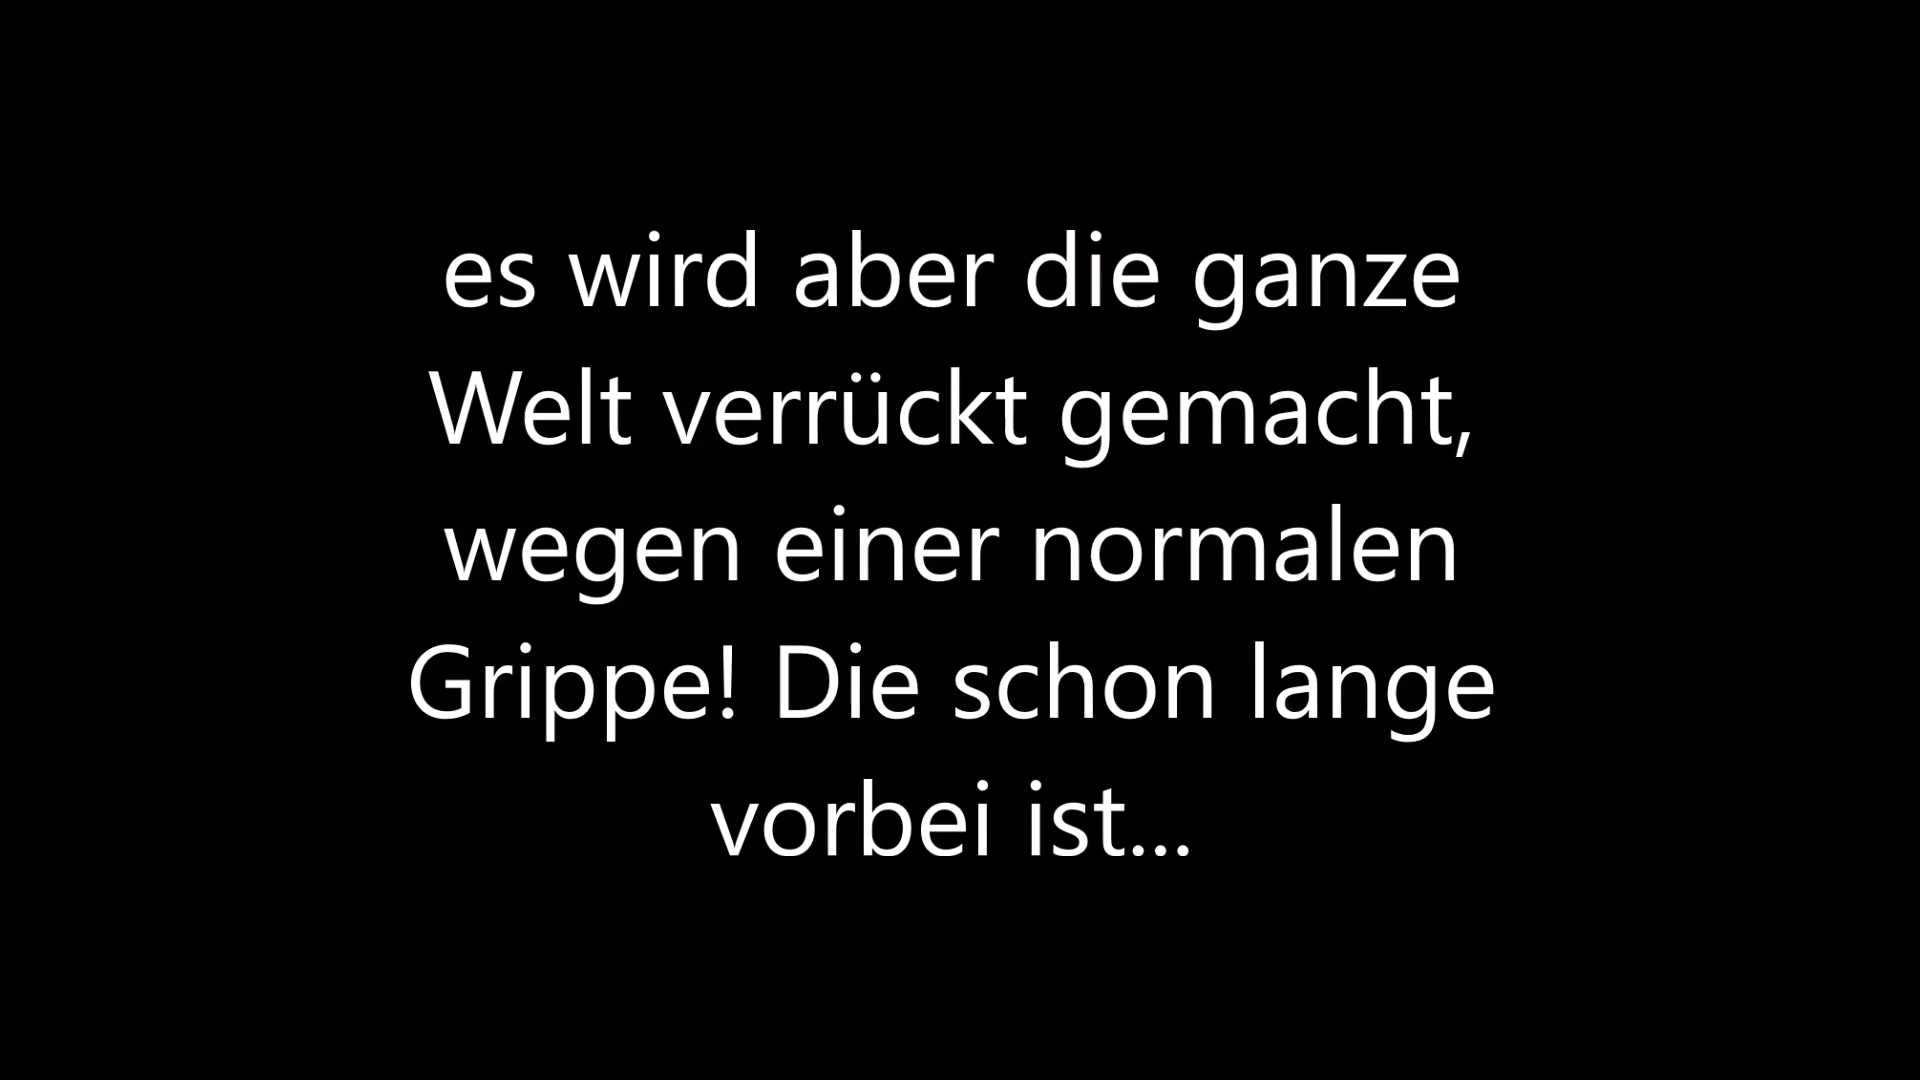 es wird aber die ganze
Welt verrückt gemacht,
wegen einer normalen
Grippe! Die schon lange
vorbei ist...